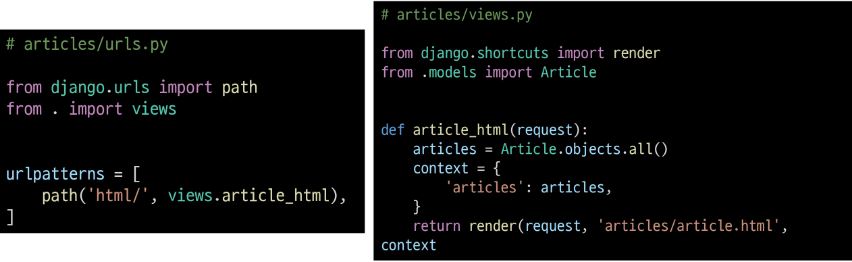 # articles/urls.py
from django.urls import path
from . import views
urlpatterns = [
    path('html/', views.article_html),
]
# articles/views.py
from django.shortcuts import render
from .models import Article
def article_html(request):
    articles = Article.objects.all()
    context = {
        'articles': articles,
    }
    return render(request, 'articles/article.html',
context